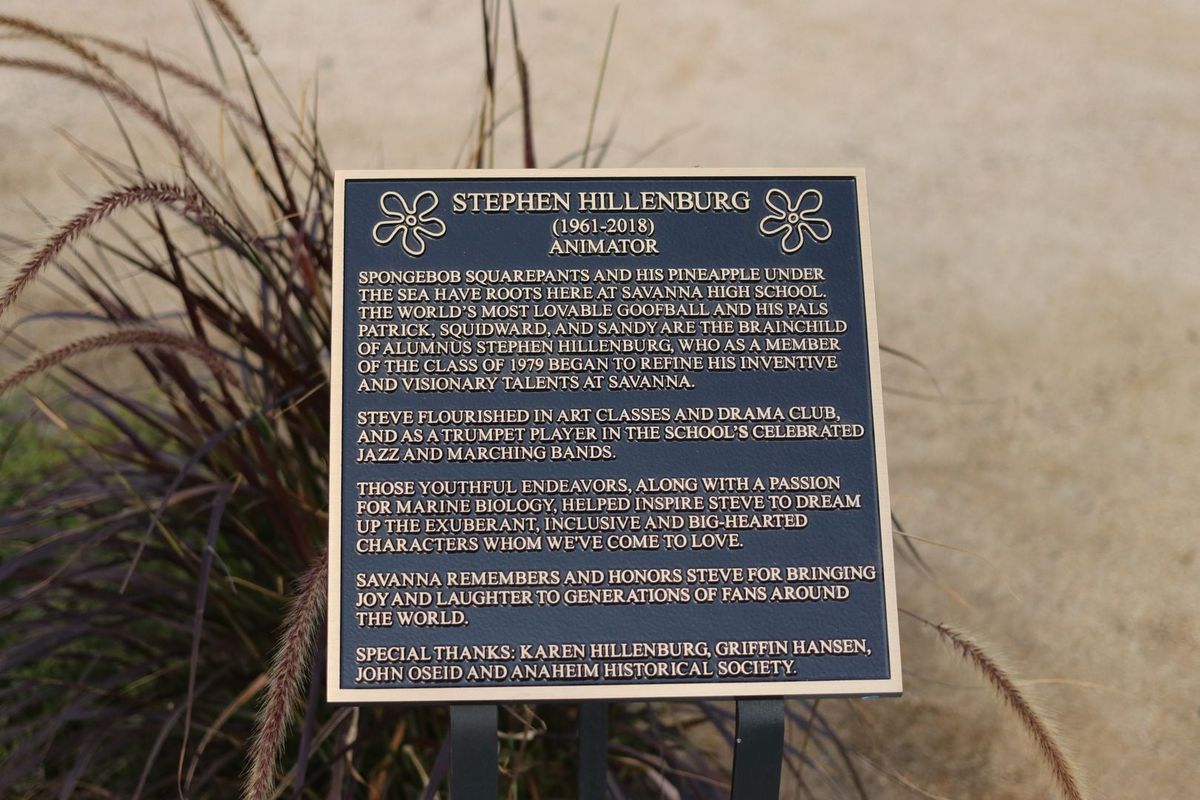 STEPHEN HILLENBURG
(1961-2018)
ANIMATOR
SPONGEBOB SQUAREPANTS AND HIS PINEAPPLE UNDER
THE SEA HAVE ROOTS HERE AT SAVANNA HIGH SCHOOL.
THE WORLD'S MOST LOVABLE GOOFBALL AND HIS PALS
PATRICK, SQUIDWARD, AND SANDY ARE THE BRAINCHILD
OF ALUMNUS STEPHEN HILLENBURG, WHO AS A MEMBER
OF THE CLASS OF 1979 BEGAN TO REFINE HIS INVENTIVE
AND VISIONARY TALENTS AT SAVANNA.
STEVE FLOURISHED IN ART CLASSES AND DRAMA CLUB,
AND AS A TRUMPET PLAYER IN THE SCHOOL'S CELEBRATED
JAZZ AND MARCHING BANDS.
THOSE YOUTHFUL ENDEAVORS, ALONG WITH A PASSION
FOR MARINE BIOLOGY, HELPED INSPIRE STEVE TO DREAM
UP THE EXUBERANT, INCLUSIVE AND BIG-HEARTED
CHARACTERS WHOM WE'VE COME TO LOVE.
SAVANNA REMEMBERS AND HONORS STEVE FOR BRINGING
JOY AND LAUGHTER TO GENERATIONS OF FANS AROUND
THE WORLD.
SPECIAL THANKS: KAREN HILLENBURG, GRIFFIN HANSEN,
JOHN OSEID AND ANAHEIM HISTORICAL SOCIETY.